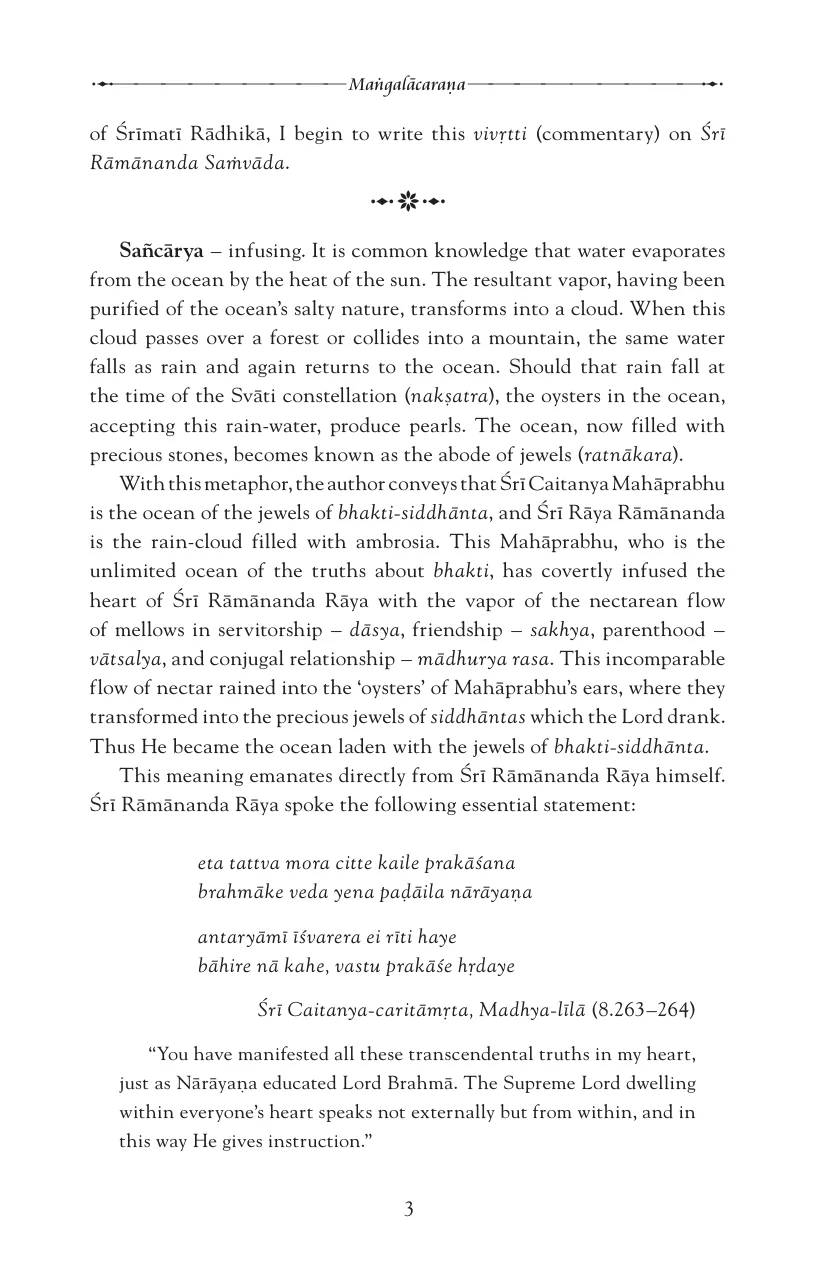 Maṅgalācaraṇa
of Śrīmatī Rādhikā, I begin to write this vivṛtti (commentary) on Śrī
Rāmānanda Saṁvāda.
Sañcārya – infusing. It is common knowledge that water evaporates
from the ocean by the heat of the sun. The resultant vapor, having been
purified of the ocean’s salty nature, transforms into a cloud. When this
cloud passes over a forest or collides into a mountain, the same water
falls as rain and again returns to the ocean. Should that rain fall at
the time of the Svāti constellation (nakṣatra), the oysters in the ocean,
accepting this rain-water, produce pearls. The ocean, now filled with
precious stones, becomes known as the abode of jewels (ratnākara).
With this metaphor, the author conveys that Śrī Caitanya Mahāprabhu
is the ocean of the jewels of bhakti-siddhānta, and Śrī Rāya Rāmānanda
is the rain-cloud filled with ambrosia. This Mahāprabhu, who is the
unlimited ocean of the truths about bhakti, has covertly infused the
heart of Śrī Rāmānanda Rāya with the vapor of the nectarean flow
of mellows in servitorship – dāsya, friendship – sakhya, parenthood –
vātsalya, and conjugal relationship – mādhurya rasa. This incomparable
flow of nectar rained into the ‘oysters’ of Mahāprabhu’s ears, where they
transformed into the precious jewels of siddhāntas which the Lord drank.
Thus He became the ocean laden with the jewels of bhakti-siddhānta.
This meaning emanates directly from Śrī Rāmānanda Rāya himself.
Śrī Rāmānanda Rāya spoke the following essential statement:
eta tattva mora citte kaile prakāśana
brahmāke veda yena paḍāila nārāyaṇa
antaryāmī īśvarera ei rīti haye
bāhire nā kahe, vastu prakāśe hṛdaye
Śrī Caitanya-caritāmṛta, Madhya-līlā (8.263–264)
“You have manifested all these transcendental truths in my heart,
just as Nārāyaṇa educated Lord Brahmā. The Supreme Lord dwelling
within everyone’s heart speaks not externally but from within, and in
this way He gives instruction.”
3